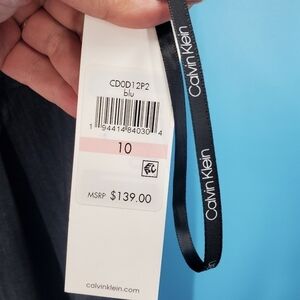 CD0D12P2
blu
1 94414 84030 4
10
MSRP $139.00
calvinklein.com
Calvin Klein
Calvin Klein